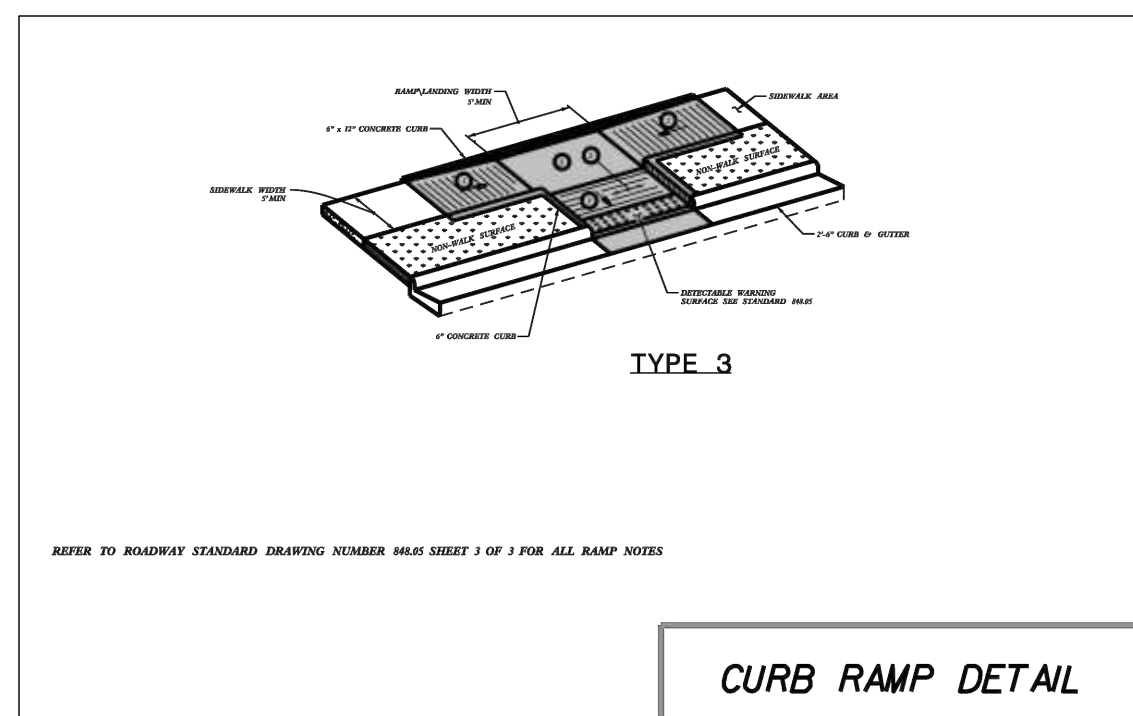 RAMP\LANDING WIDTH
5' MIN
SIDEWALK AREA
6" x 12" CONCRETE CURB
NON-WALK SURFACE
SIDEWALK WIDTH
5' MIN
NON-WALK SURFACE
2'-6" CURB & GUTTER
DETECTABLE WARNING
SURFACE SEE STANDARD 848.05
6" CONCRETE CURB
TYPE 3
REFER TO ROADWAY STANDARD DRAWING NUMBER 848.05 SHEET 3 OF 3 FOR ALL RAMP NOTES
CURB RAMP DETAIL